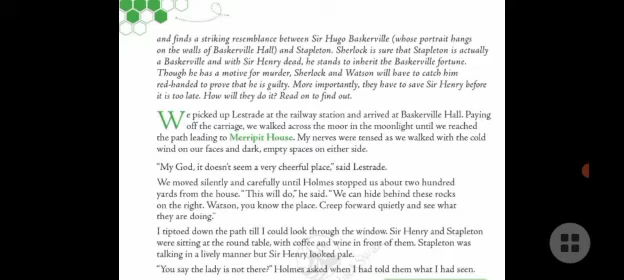 and finds a striking resemblance between Sir Hugo Baskerville (whose portrait hangs
on the walls of Baskerville Hall) and Stapleton. Sherlock is sure that Stapleton is actually
a Baskerville and with Sir Henry dead, he stands to inherit the Baskerville fortune.
Though he has a motive for murder, Sherlock and Watson will have to catch him
red-handed to prove that he is guilty. More importantly, they have to save Sir Henry before
it is too late. How will they do it? Read on to find out.
We picked up Lestrade at the railway station and arrived at Baskerville Hall. Paying
off the carriage, we walked across the moor in the moonlight until we reached
the path leading to Merripit House. My nerves were tensed as we walked with the cold
wind on our faces and dark, empty spaces on either side.
"My God, it doesn't seem a very cheerful place," said Lestrade.
We moved silently and carefully until Holmes stopped us about two hundred
yards from the house. "This will do," he said. "We can hide behind these rocks
on the right. Watson, you know the place. Creep forward quietly and see what
they are doing."
I tiptoed down the path till I could look through the window. Sir Henry and Stapleton
were sitting at the round table, with coffee and wine in front of them. Stapleton was
talking in a lively manner but Sir Henry looked pale.
"You say the lady is not there?" Holmes asked when I had told them what I had seen.